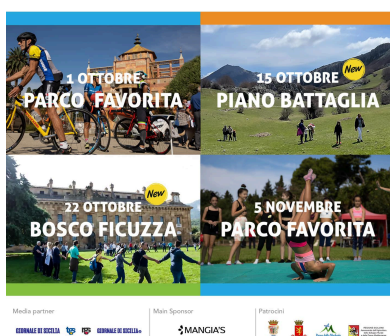 1 OTTOBRE
PARCO FAVORITA
15 OTTOBRE New
PIANO BATTAGLIA
22 OTTOBRE New
BOSCO FICUZZA
5 NOVEMBRE
PARCO FAVORITA
Media partner
Main Sponsor
Patrocini
GIORNALE DI SICILIA
tgs
GIORNALE DI SICILIA
MANGIA'S